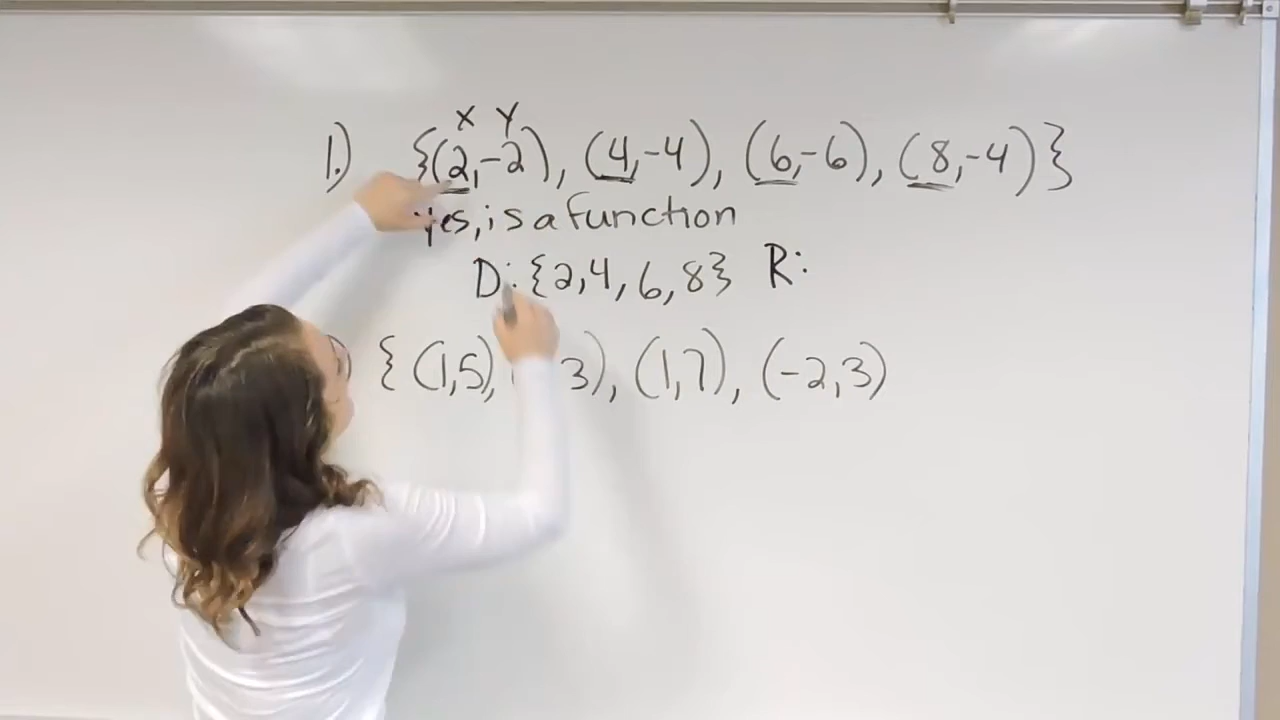 X Y
1.) {(2,-2), (4,-4), (6,-6), (8,-4)}
yes, is a function
D: {2,4,6,8} R:
) { (1,5), ( 3), (1,7), (-2,3)